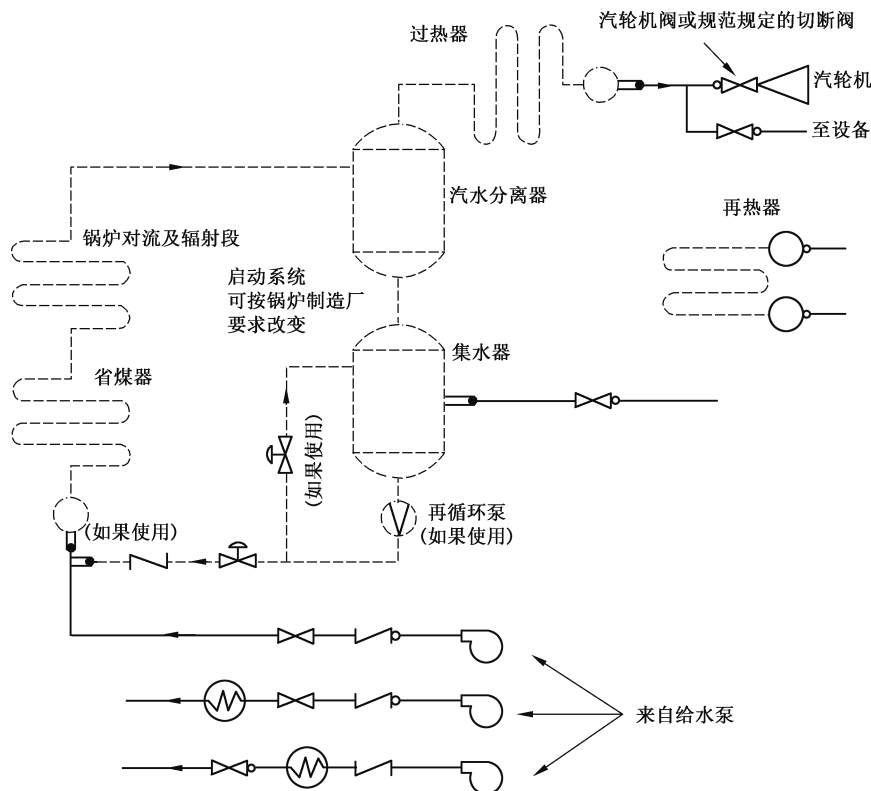 汽轮机阀或规范规定的切断阀
过热器
汽轮机
至设备
汽水分离器
再热器
锅炉对流及辐射段
启动系统
可按锅炉制造厂
要求改变
集水器
省煤器
(如果使用)
再循环泵
(如果使用)
(如果使用)
来自给水泵